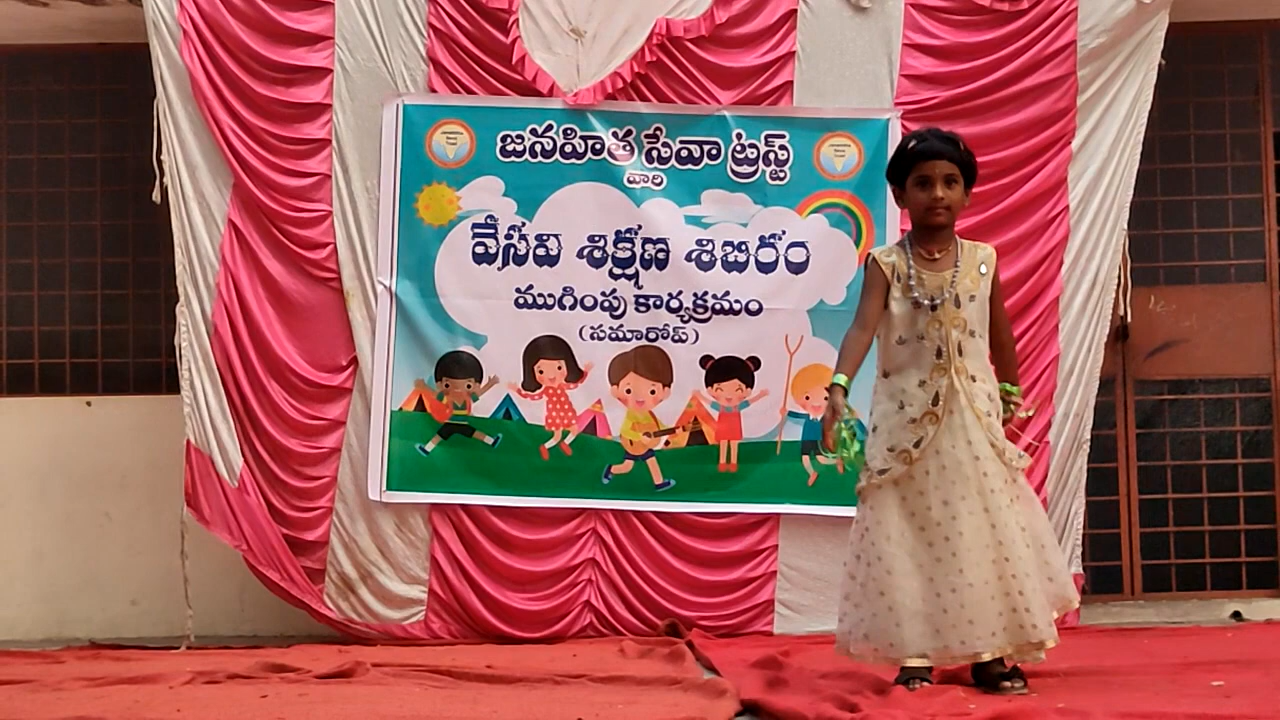 జనహిత సేవా ట్రస్ట్
వారి
వేసవి శిక్షణ శిబిరం
ముగింపు కార్యక్రమం
(సమారోప్)